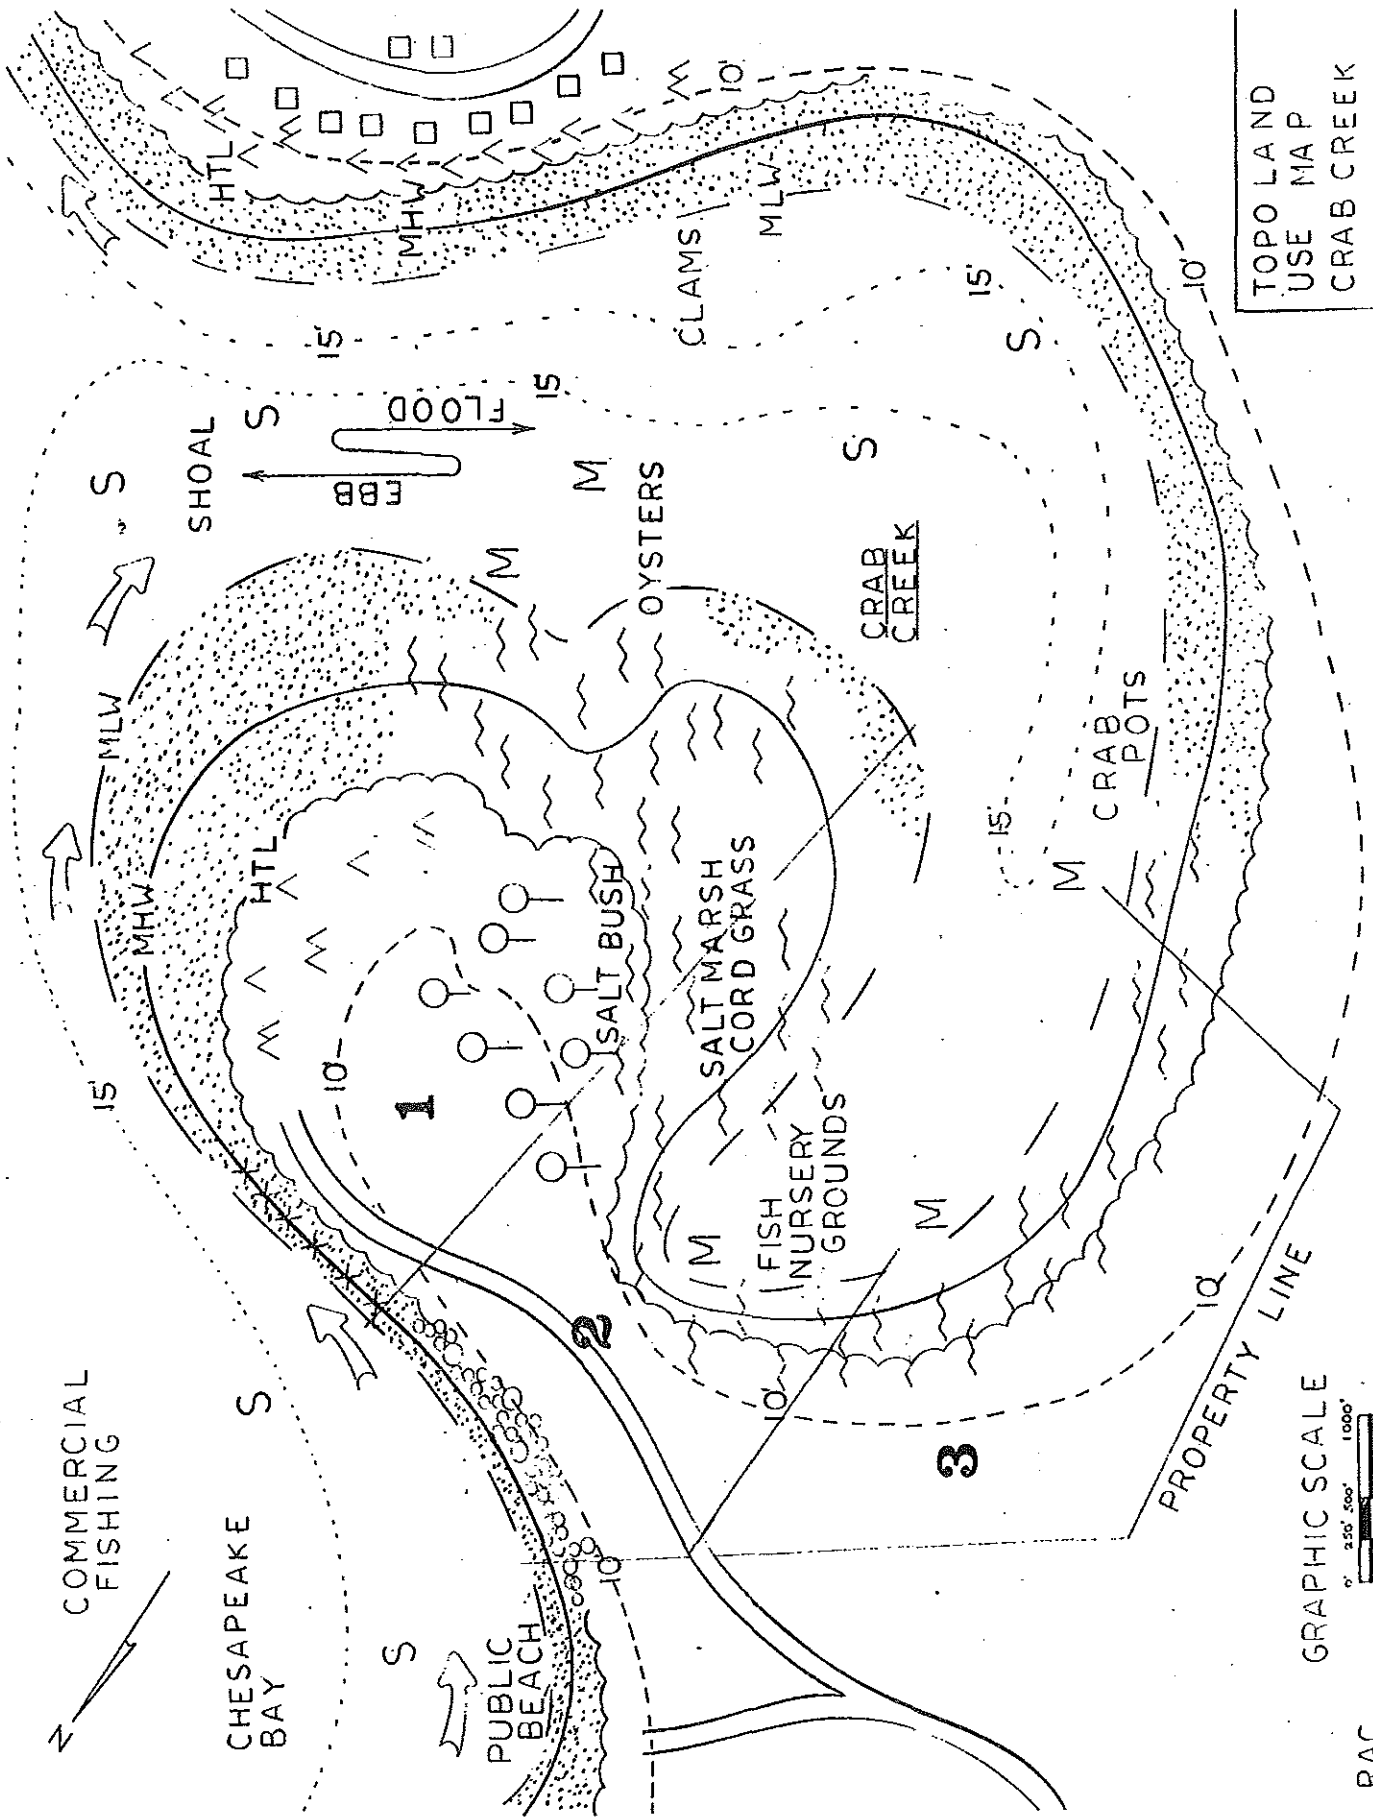 COMMERCIAL
FISHING
N
CHESAPEAKE
BAY
S
S
PUBLIC
BEACH
15'
MHW
MLW
HTL
S
SHOAL
S
EBB
FLOOD
15'
15'
HTL
MHW
10'
CLAMS
MLW
15'
S
M
M
OYSTERS
S
CRAB
CREEK
10'
1
SALT BUSH
SALT MARSH
CORD GRASS
2
10'
M
FISH
NURSERY
GROUNDS
M
10'
3
15'
M
CRAB
POTS
10'
10'
PROPERTY LINE
GRAPHIC SCALE
0' 250' 500' 1000'
TOPO LAND
USE MAP
CRAB CREEK